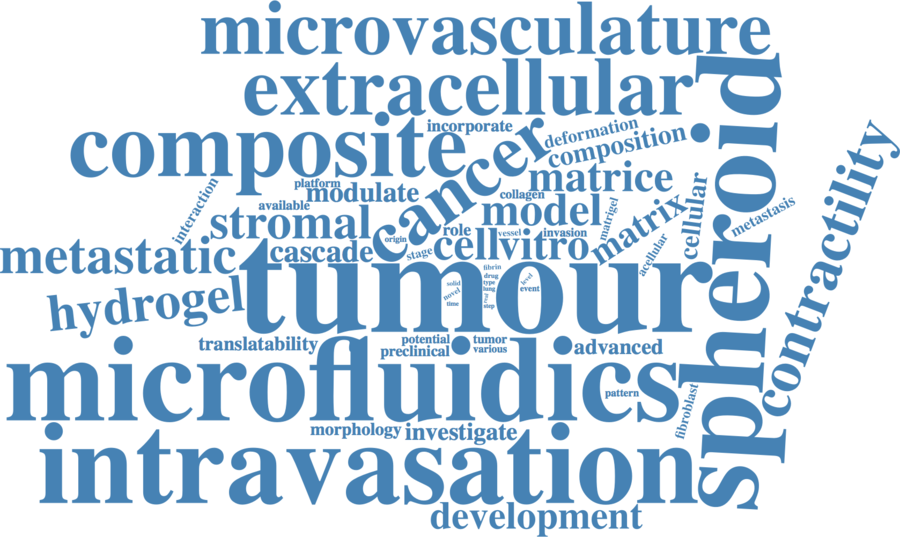 microvasculature
extracellular
spheroid
composite
incorporate
cancer
deformation
composition
contractility
platform
modulate
matrice
interaction
available
collagen
stromal
model
matrigel
matrix
cellular
metastasis
metastatic
cascade
origin
stage
role
vessel
invasion
cell
vitro
acellular
hydrogel
tumour
fibrin
solid
drug
type
level
novel
lung
real
event
time
step
translatability
potential
preclinical
tumor
various
advanced
microfluidics
pattern
fibroblast
morphology
investigate
intravasation
development